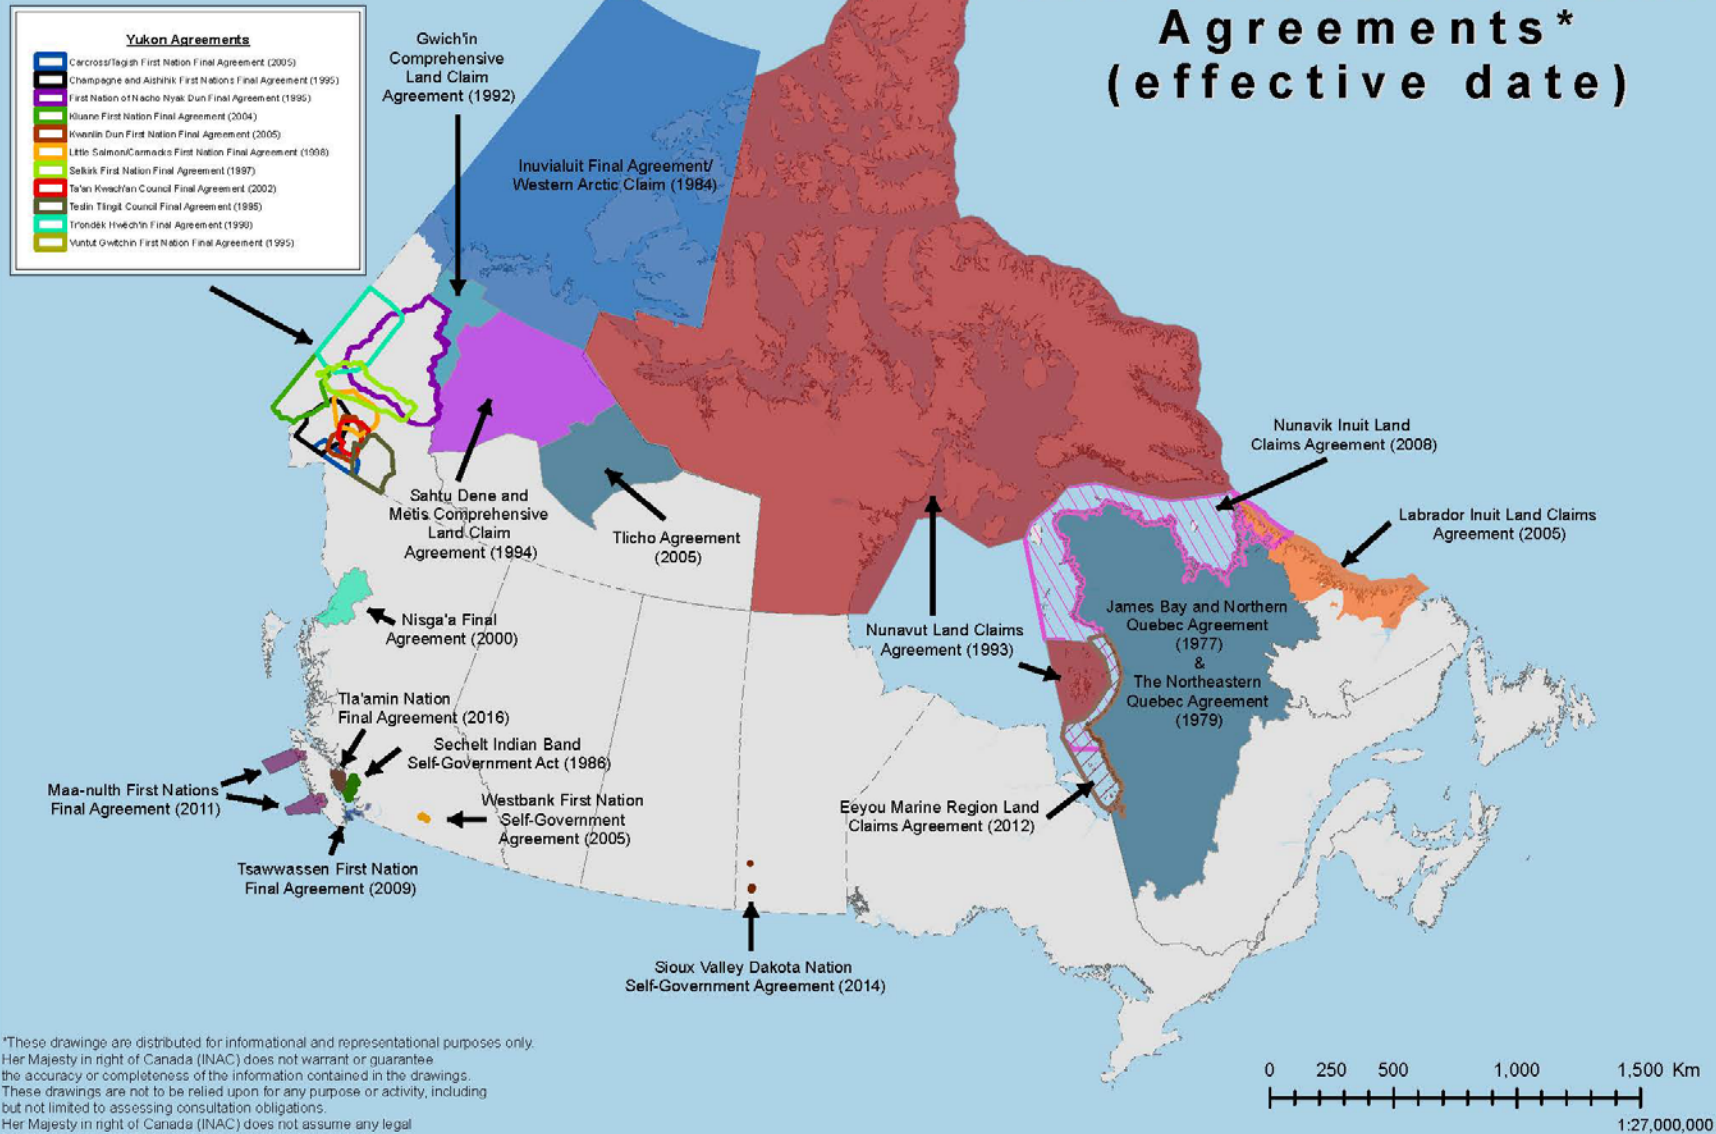 Agreements*
(effective date)
Yukon Agreements
Carcross/Tagish First Nation Final Agreement (2005)
Champagne and Aishihik First Nations Final Agreement (1995)
First Nation of Nacho Nyak Dun Final Agreement (1995)
Kluane First Nation Final Agreement (2004)
Kwanlin Dun First Nation Final Agreement (2005)
Little Salmon/Carmacks First Nation Final Agreement (1998)
Selkirk First Nation Final Agreement (1997)
Ta'an Kwach'an Council Final Agreement (2002)
Teslin Tlingit Council Final Agreement (1995)
Tr'ondëk Hwëch'in Final Agreement (1998)
Vuntut Gwitchin First Nation Final Agreement (1995)
Gwich'in
Comprehensive
Land Claim
Agreement (1992)
Inuvialuit Final Agreement/
Western Arctic Claim (1984)
Nunavik Inuit Land
Claims Agreement (2008)
Labrador Inuit Land Claims
Agreement (2005)
Sahtu Dene and
Metis Comprehensive
Land Claim
Agreement (1994)
Tlicho Agreement
(2005)
Nisga'a Final
Agreement (2000)
Nunavut Land Claims
Agreement (1993)
James Bay and Northern
Quebec Agreement
(1977)
&
The Northeastern
Quebec Agreement
(1979)
Tla'amin Nation
Final Agreement (2016)
Sechelt Indian Band
Self-Government Act (1986)
Maa-nulth First Nations
Final Agreement (2011)
Westbank First Nation
Self-Government
Agreement (2005)
Eeyou Marine Region Land
Claims Agreement (2012)
Tsawwassen First Nation
Final Agreement (2009)
Sioux Valley Dakota Nation
Self-Government Agreement (2014)
*These drawinge are distributed for informational and representational purposes only.
Her Majesty in right of Canada (INAC) does not warrant or guarantee
the accuracy or completeness of the information contained in the drawings.
These drawings are not to be relied upon for any purpose or activity, including
but not limited to assessing consultation obligations.
Her Majesty in right of Canada (INAC) does not assume any legal
0 250 500 1,000 1,500 Km
1:27,000,000